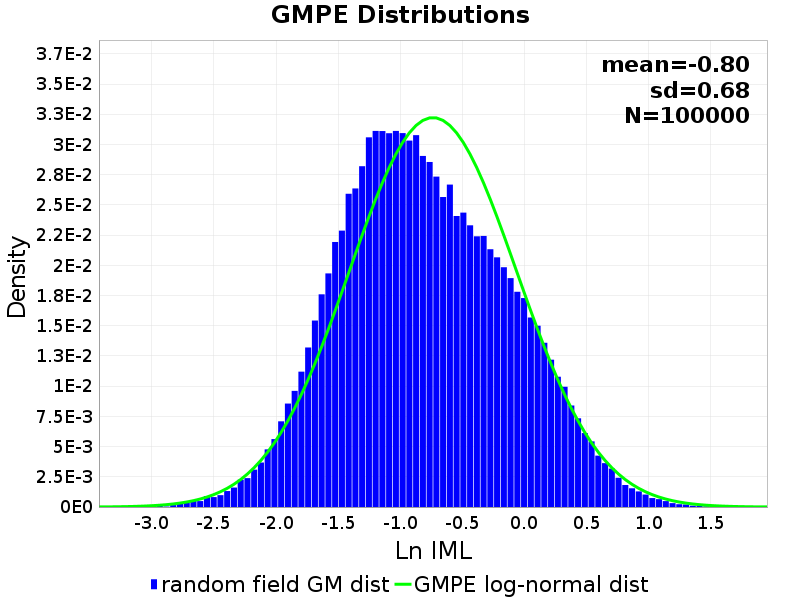 GMPE Distributions
mean=-0.80
sd=0.68
N=100000
Density
3.7E-2
3.5E-2
3.3E-2
3E-2
2.8E-2
2.5E-2
2.2E-2
2E-2
1.8E-2
1.5E-2
1.3E-2
1E-2
7.5E-3
5E-3
2.5E-3
0E0
-3.0 -2.5 -2.0 -1.5 -1.0 -0.5 0.0 0.5 1.0 1.5
Ln IML
random field GM dist GMPE log-normal dist